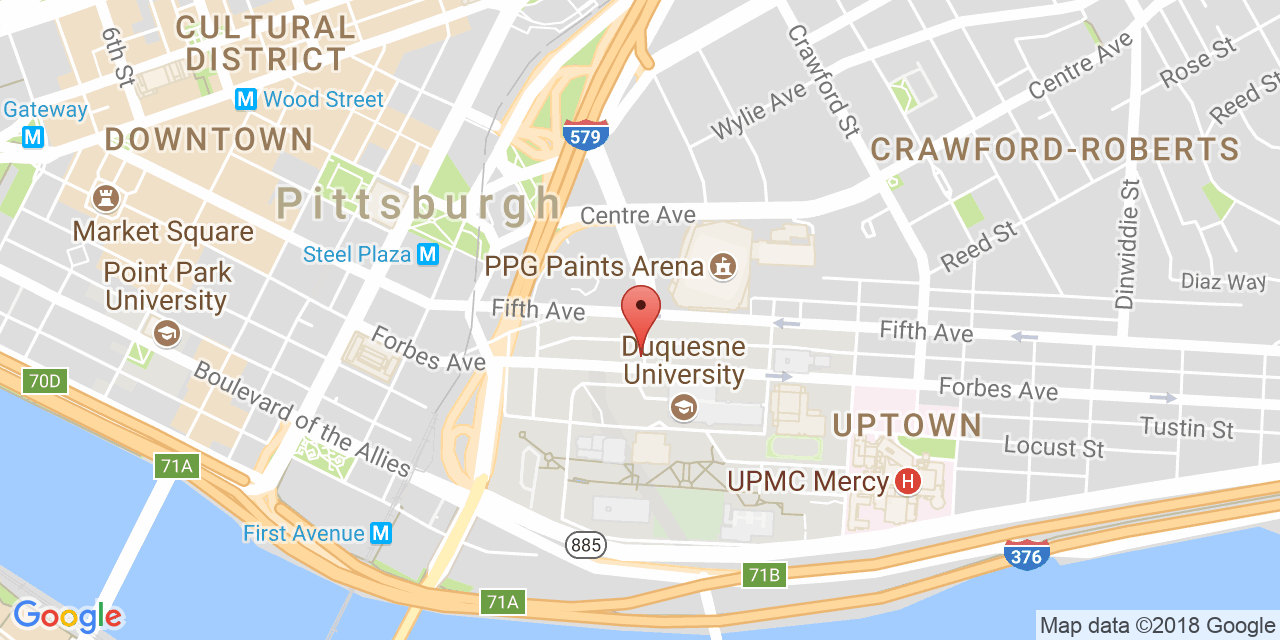 CULTURAL
DISTRICT
6th St
Crawford St
Centre Ave
Rose St
Reed St
Gateway
M
M Wood Street
Wylie Ave
DOWNTOWN
579
CRAWFORD-ROBERTS
Pittsburgh
Centre Ave
Dinwiddie St
Market Square
Steel Plaza M
Reed St
PPG Paints Arena
Point Park
University
Diaz Way
Fifth Ave
Fifth Ave
Forbes Ave
Duquesne
University
70D
Boulevard of the Allies
Forbes Ave
UPTOWN
Tustin St
Locust St
71A
UPMC Mercy H
First Avenue M
885
376
71B
71A
Google
Map data ©2018 Google